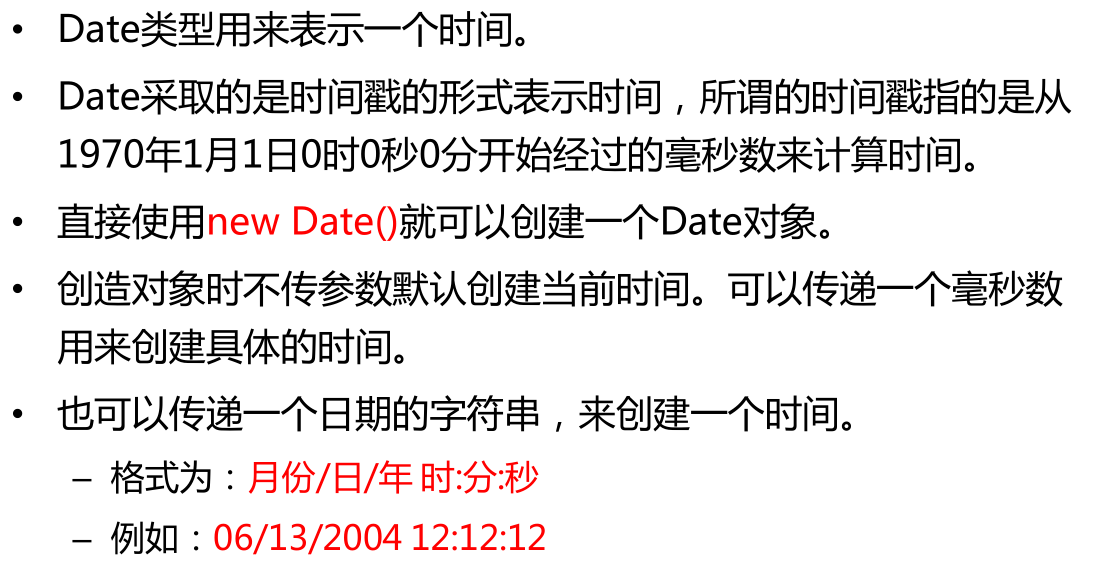 • Date类型用来表示一个时间。
• Date采取的是时间戳的形式表示时间，所谓的时间戳指的是从
1970年1月1日0时0秒0分开始经过的毫秒数来计算时间。
• 直接使用new Date()就可以创建一个Date对象。
• 创造对象时不传参数默认创建当前时间。可以传递一个毫秒数
用来创建具体的时间。
• 也可以传递一个日期的字符串，来创建一个时间。
– 格式为：月份/日/年 时:分:秒
– 例如：06/13/2004 12:12:12